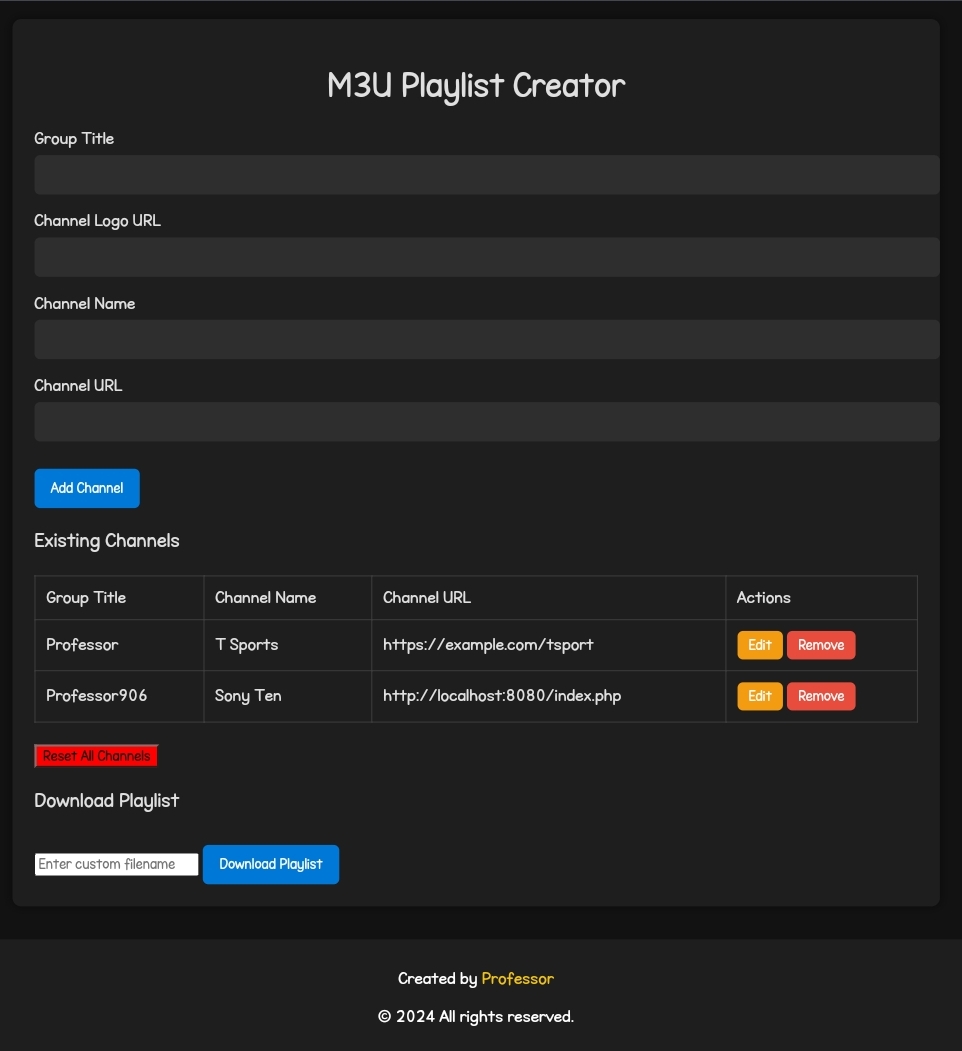 M3U Playlist Creator
Group Title
Channel Logo URL
Channel Name
Channel URL
Add Channel
Existing Channels
Group Title Channel Name Channel URL Actions
Professor T Sports https://example.com/tsport Edit Remove
Professor906 Sony Ten http://localhost:8080/index.php Edit Remove
Reset All Channels
Download Playlist
Enter custom filename Download Playlist
Created by Professor
© 2024 All rights reserved.